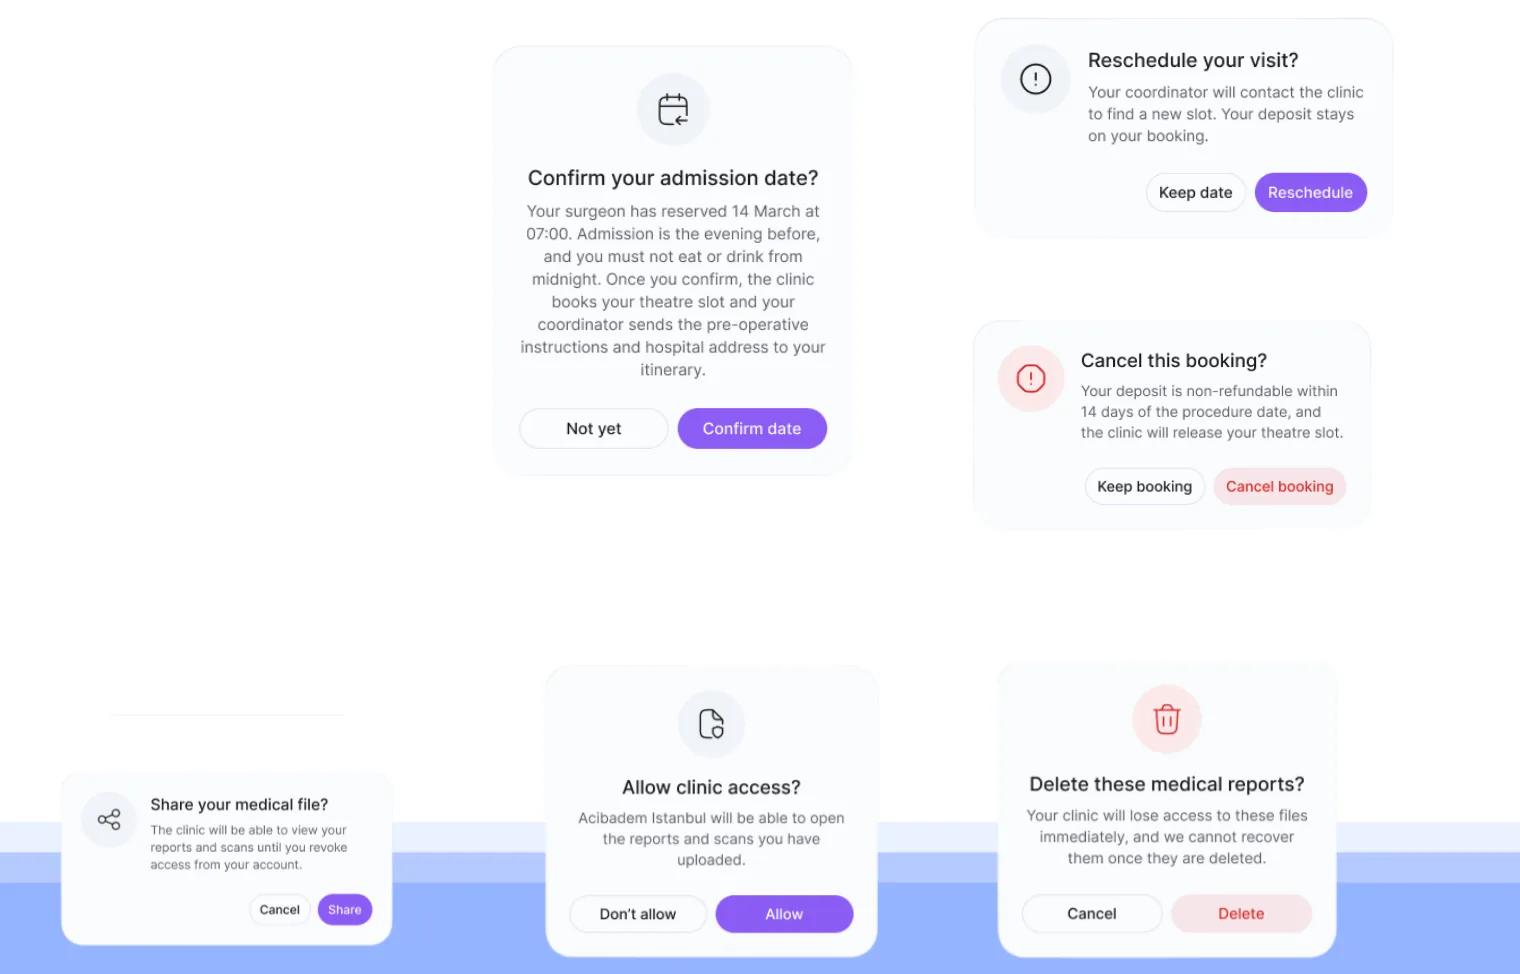 Confirm your admission date?
Your surgeon has reserved 14 March at
07:00. Admission is the evening before,
and you must not eat or drink from
midnight. Once you confirm, the clinic
books your theatre slot and your
coordinator sends the pre-operative
instructions and hospital address to your
itinerary.
Not yet
Confirm date
Reschedule your visit?
Your coordinator will contact the clinic
to find a new slot. Your deposit stays
on your booking.
Keep date
Reschedule
Cancel this booking?
Your deposit is non-refundable within
14 days of the procedure date, and
the clinic will release your theatre slot.
Keep booking
Cancel booking
Share your medical file?
The clinic will be able to view your
reports and scans until you revoke
access from your account.
Cancel
Share
Allow clinic access?
Acibadem Istanbul will be able to open
the reports and scans you have
uploaded.
Don’t allow
Allow
Delete these medical reports?
Your clinic will lose access to these files
immediately, and we cannot recover
them once they are deleted.
Cancel
Delete